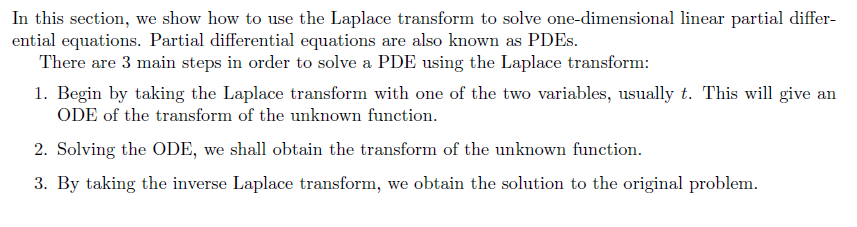 In this section, we show how to use the Laplace transform to solve one-dimensional linear partial differ-
ential equations. Partial differential equations are also known as PDEs.
There are 3 main steps in order to solve a PDE using the Laplace transform:
1. Begin by taking the Laplace transform with one of the two variables, usually t. This will give an
ODE of the transform of the unknown function.
2. Solving the ODE, we shall obtain the transform of the unknown function.
3. By taking the inverse Laplace transform, we obtain the solution to the original problem.